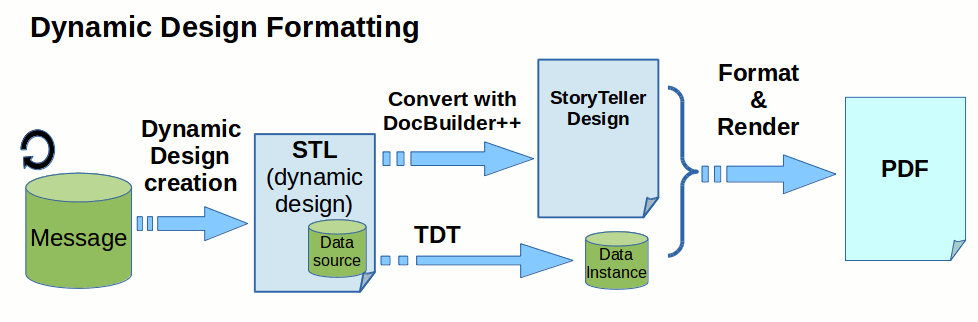 Dynamic Design Formatting
Message
Dynamic
Design
creation
STL
(dynamic
design)
Data
source
Convert with
DocBuilder++
TDT
StoryTeller
Design
Data
Instance
Format
&
Render
PDF